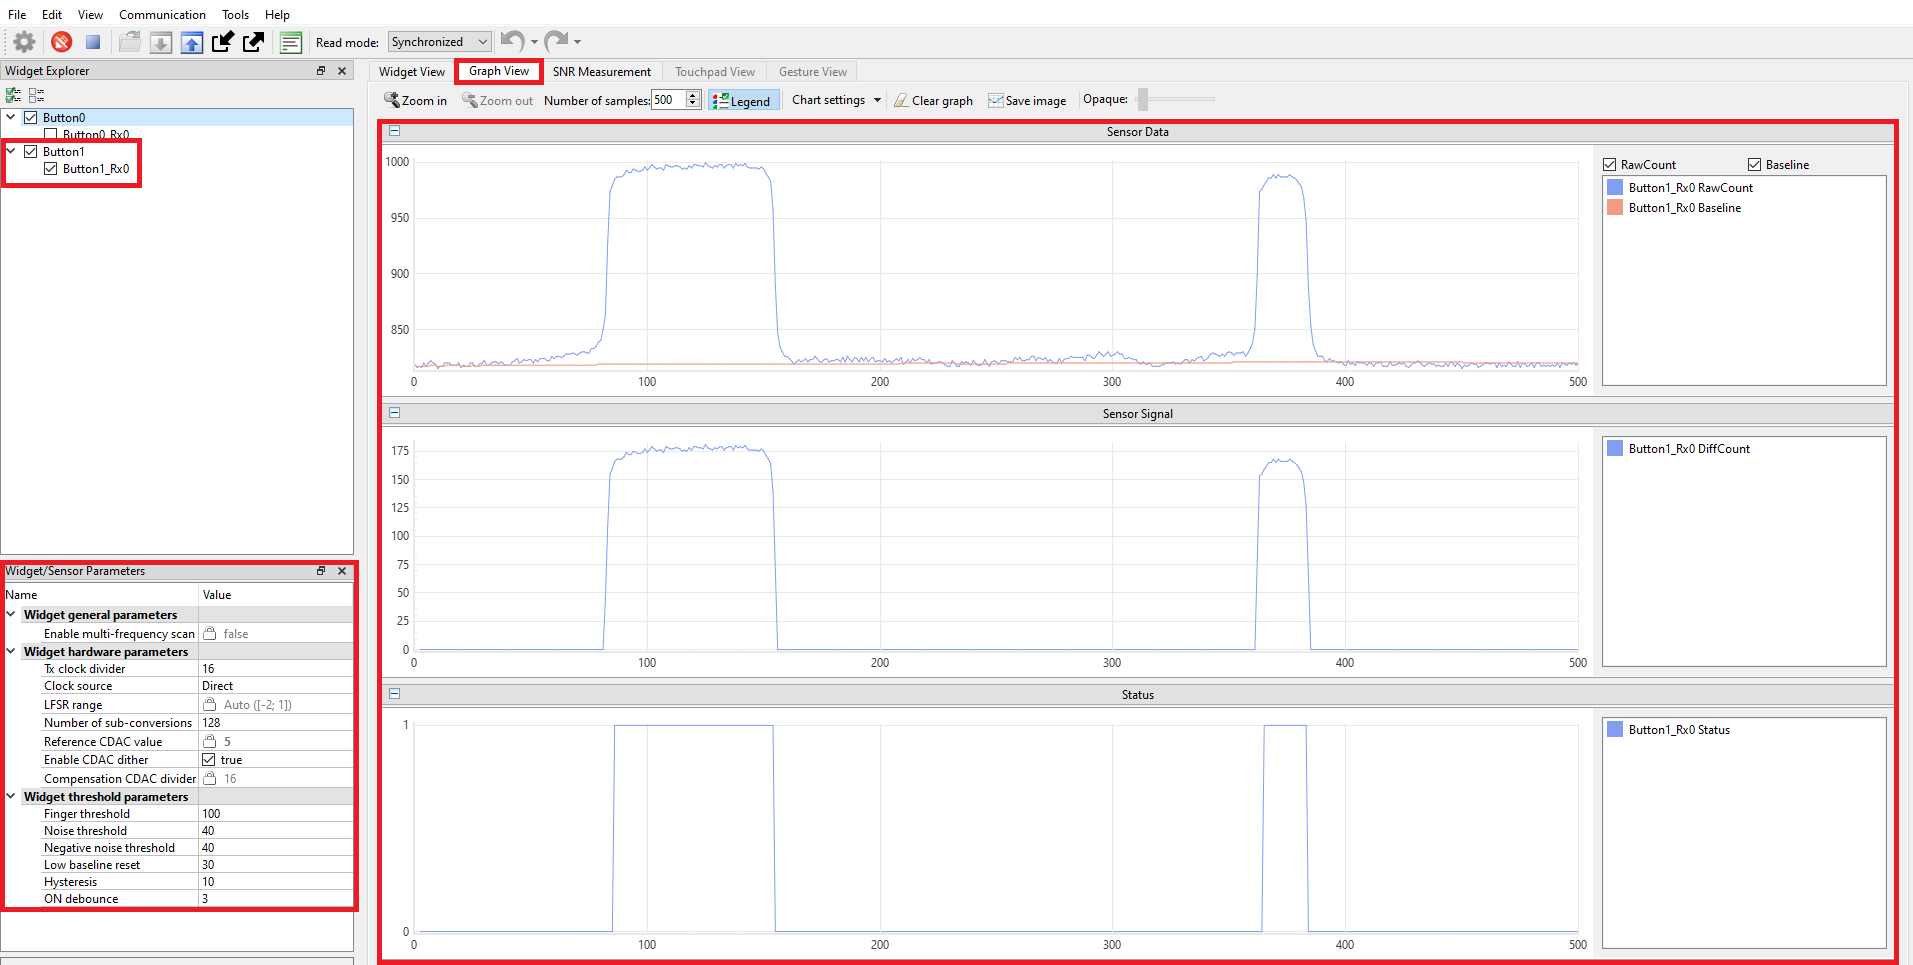 File Edit View Communication Tools Help
Read mode: Synchronized
Widget Explorer
Button0
Button0_Rx0
Button1
Button1_Rx0
Widget/Sensor Parameters
Name Value
Widget general parameters
Enable multi-frequency scan false
Widget hardware parameters
Tx clock divider 16
Clock source Direct
LFSR range Auto ([-2; 1])
Number of sub-conversions 128
Reference CDAC value 5
Enable CDAC dither true
Compensation CDAC divider 16
Widget threshold parameters
Finger threshold 100
Noise threshold 40
Negative noise threshold 40
Low baseline reset 30
Hysteresis 10
ON debounce 3
Widget View Graph View SNR Measurement Touchpad View Gesture View
Zoom in Zoom out Number of samples: 500 Legend Chart settings Clear graph Save image Opaque:
Sensor Data
1000
950
900
850
0 100 200 300 400 500
RawCount Baseline
Button1_Rx0 RawCount
Button1_Rx0 Baseline
Sensor Signal
175
150
125
100
75
50
25
0
0 100 200 300 400 500
Button1_Rx0 DiffCount
Status
1
0
0 100 200 300 400 500
Button1_Rx0 Status